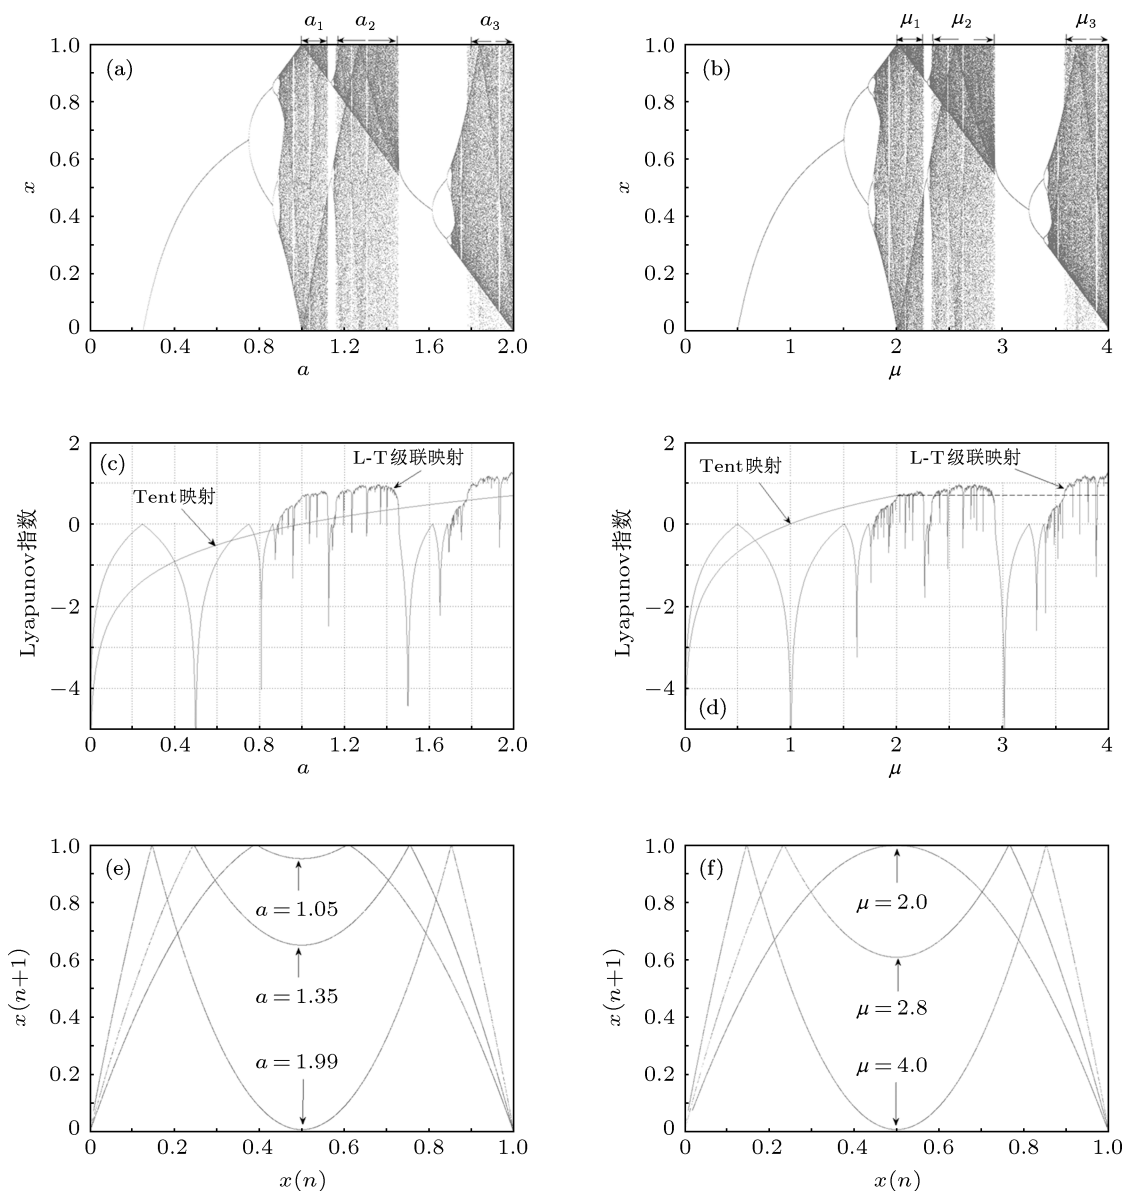 a₁ a₂ a₃
(a)
1.0
0.8
0.6
0.4
0.2
0
x
0 0.4 0.8 1.2 1.6 2.0
a
μ₁ μ₂ μ₃
(b)
1.0
0.8
0.6
0.4
0.2
0
x
0 1 2 3 4
μ
(c)
L-T级联映射
Tent映射
2
0
−2
−4
Lyapunov指数
0 0.4 0.8 1.2 1.6 2.0
a
Tent映射
L-T级联映射
(d)
2
0
−2
−4
Lyapunov指数
0 1 2 3 4
μ
(e)
a=1.05
a=1.35
a=1.99
1.0
0.8
0.6
0.4
0.2
0
x(n+1)
0 0.2 0.4 0.6 0.8 1.0
x(n)
(f)
μ=2.0
μ=2.8
μ=4.0
1.0
0.8
0.6
0.4
0.2
0
x(n+1)
0 0.2 0.4 0.6 0.8 1.0
x(n)